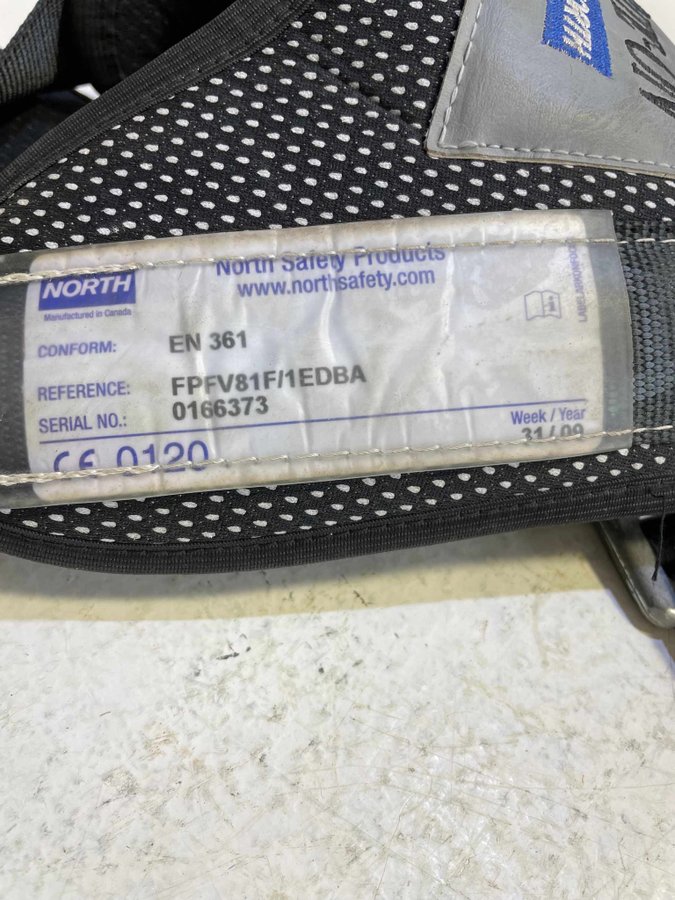 North Safety Products
www.northsafety.com
NORTH
Manufactured in Canada
CONFORM: EN 361
REFERENCE: FPFV81F/1EDBA
SERIAL NO.: 0166373
Week / Year
31 / 09
CE 0120